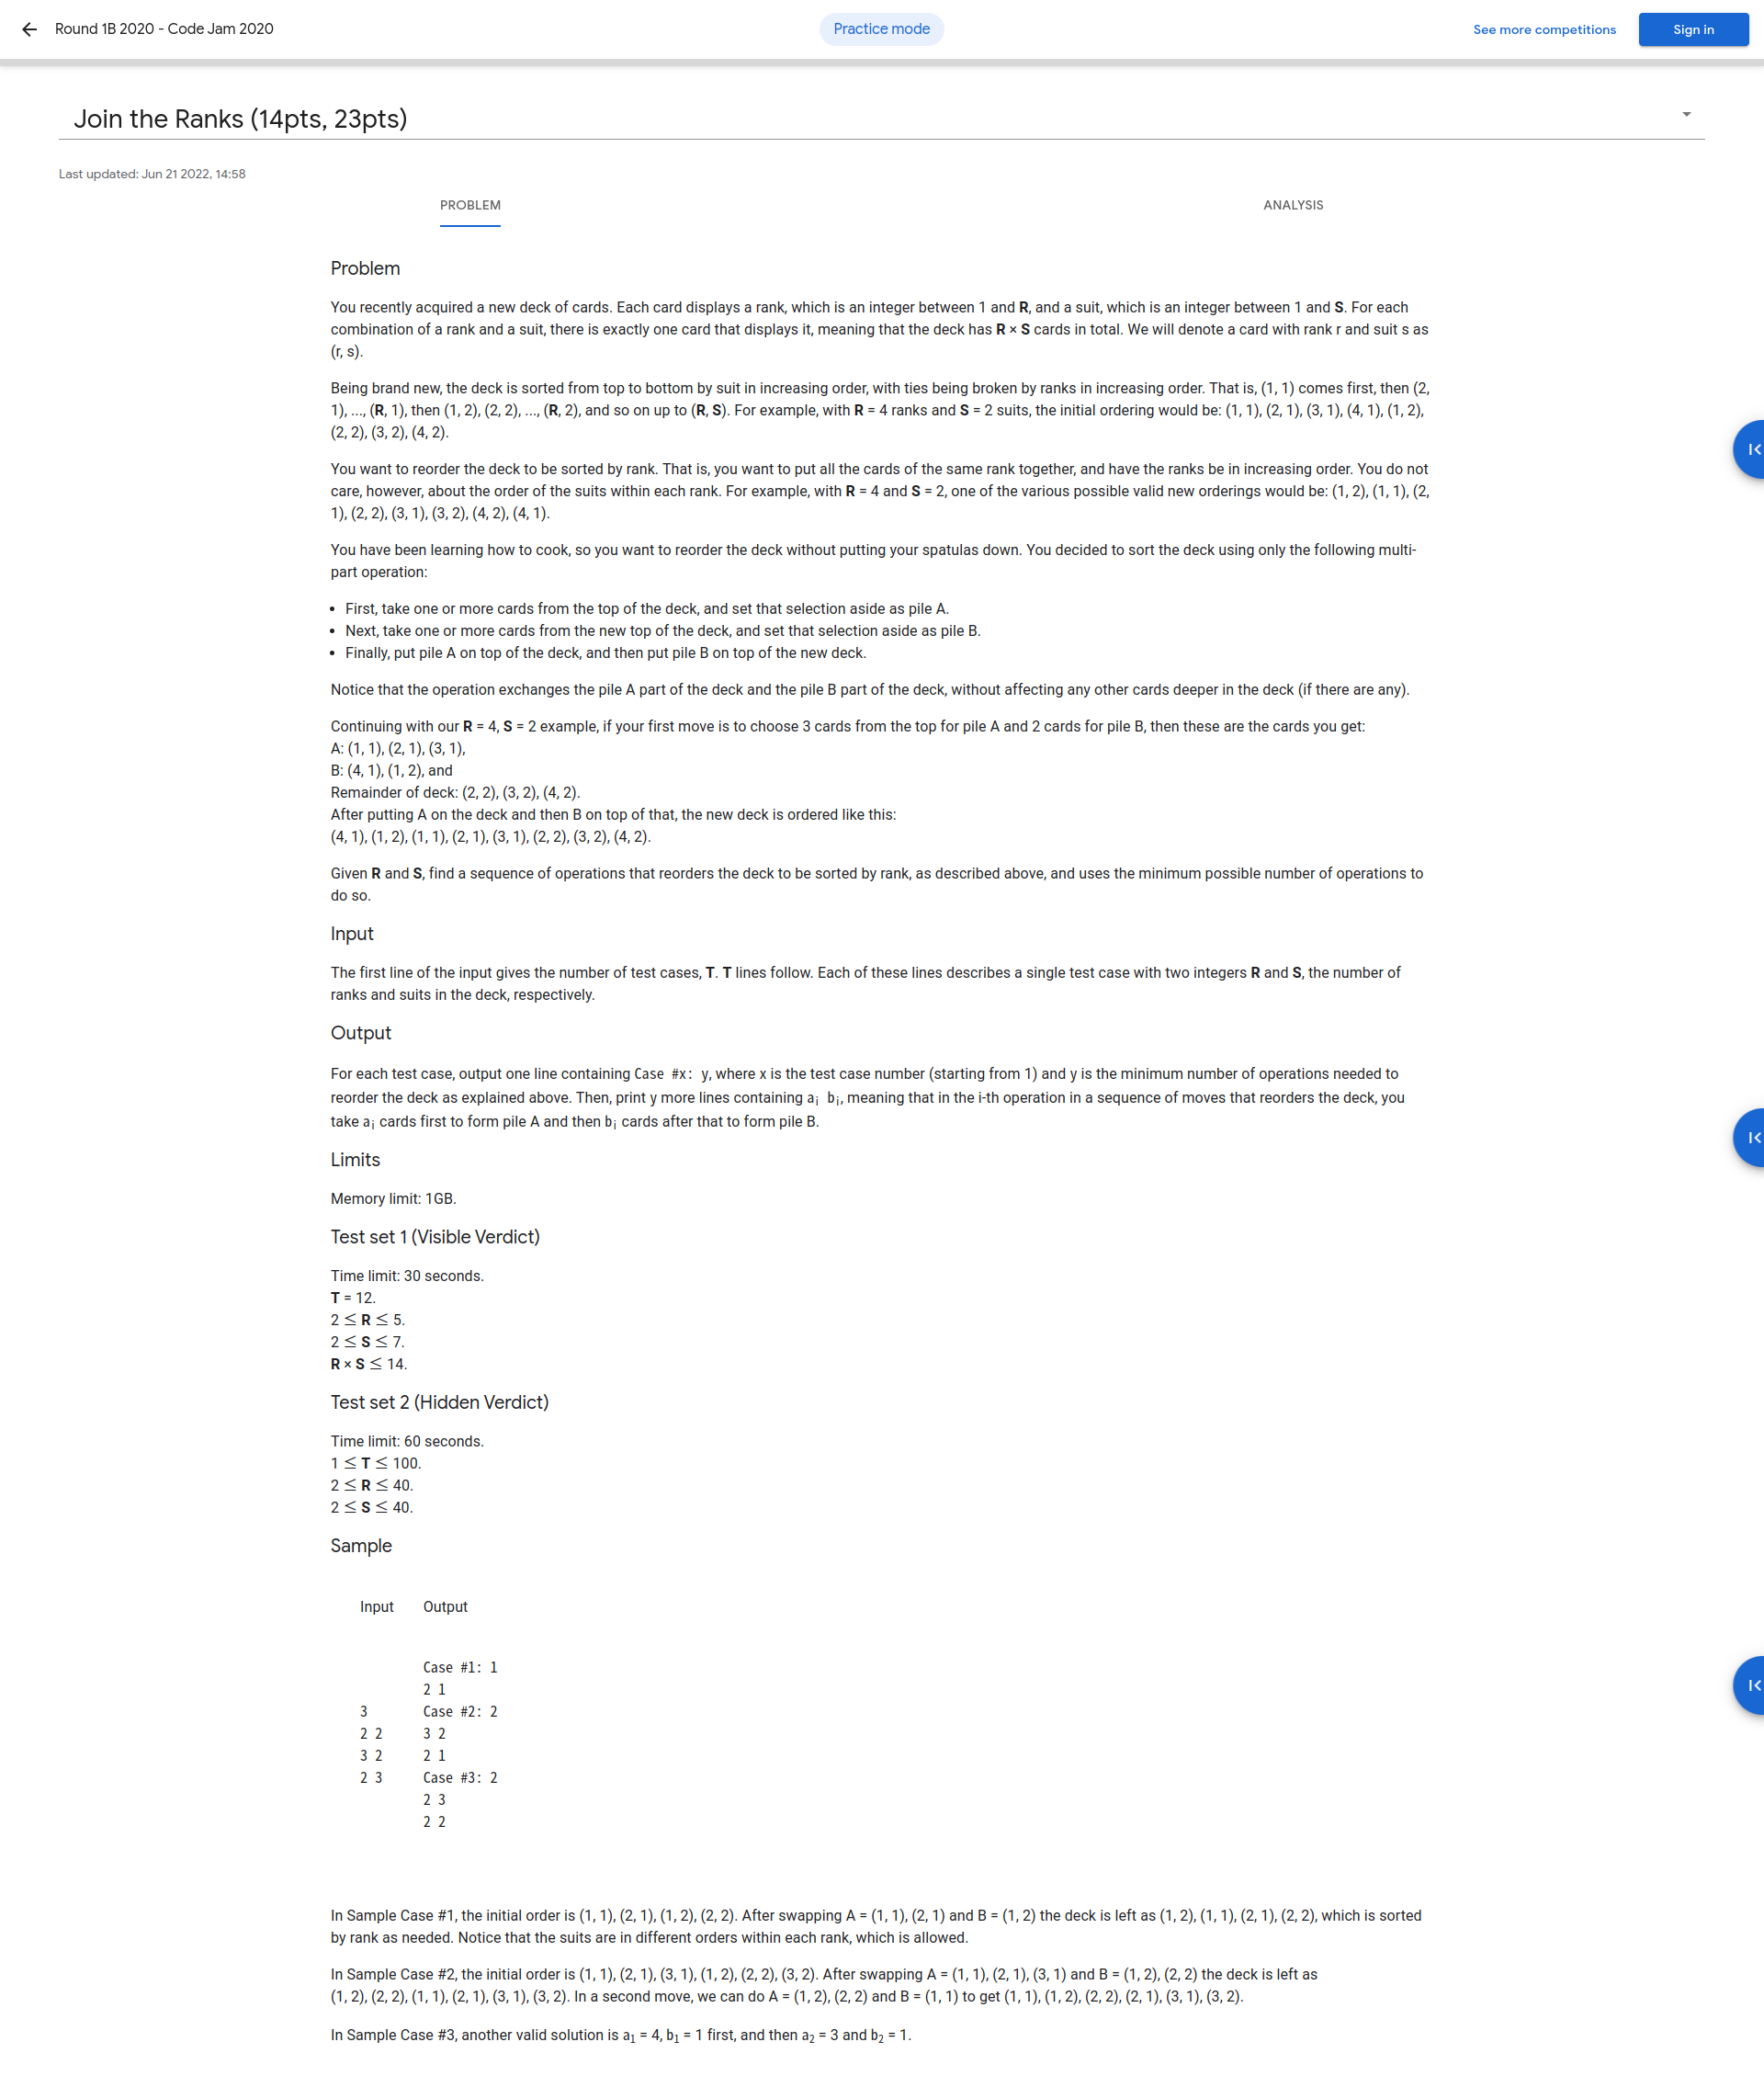 Round 1B 2020 - Code Jam 2020
Practice mode
See more competitions
Sign in
Join the Ranks (14pts, 23pts)
Last updated: Jun 21 2022, 14:58
PROBLEM
ANALYSIS
Problem
You recently acquired a new deck of cards. Each card displays a rank, which is an integer between 1 and R, and a suit, which is an integer between 1 and S. For each
combination of a rank and a suit, there is exactly one card that displays it, meaning that the deck has R × S cards in total. We will denote a card with rank r and suit s as
(r, s).
Being brand new, the deck is sorted from top to bottom by suit in increasing order, with ties being broken by ranks in increasing order. That is, (1, 1) comes first, then (2,
1), ..., (R, 1), then (1, 2), (2, 2), ..., (R, 2), and so on up to (R, S). For example, with R = 4 ranks and S = 2 suits, the initial ordering would be: (1, 1), (2, 1), (3, 1), (4, 1), (1, 2),
(2, 2), (3, 2), (4, 2).
You want to reorder the deck to be sorted by rank. That is, you want to put all the cards of the same rank together, and have the ranks be in increasing order. You do not
care, however, about the order of the suits within each rank. For example, with R = 4 and S = 2, one of the various possible valid new orderings would be: (1, 2), (1, 1), (2,
1), (2, 2), (3, 1), (3, 2), (4, 2), (4, 1).
You have been learning how to cook, so you want to reorder the deck without putting your spatulas down. You decided to sort the deck using only the following multi-
part operation:
• First, take one or more cards from the top of the deck, and set that selection aside as pile A.
• Next, take one or more cards from the new top of the deck, and set that selection aside as pile B.
• Finally, put pile A on top of the deck, and then put pile B on top of the new deck.
Notice that the operation exchanges the pile A part of the deck and the pile B part of the deck, without affecting any other cards deeper in the deck (if there are any).
Continuing with our R = 4, S = 2 example, if your first move is to choose 3 cards from the top for pile A and 2 cards for pile B, then these are the cards you get:
A: (1, 1), (2, 1), (3, 1),
B: (4, 1), (1, 2), and
Remainder of deck: (2, 2), (3, 2), (4, 2).
After putting A on the deck and then B on top of that, the new deck is ordered like this:
(4, 1), (1, 2), (1, 1), (2, 1), (3, 1), (2, 2), (3, 2), (4, 2).
Given R and S, find a sequence of operations that reorders the deck to be sorted by rank, as described above, and uses the minimum possible number of operations to
do so.
Input
The first line of the input gives the number of test cases, T. T lines follow. Each of these lines describes a single test case with two integers R and S, the number of
ranks and suits in the deck, respectively.
Output
For each test case, output one line containing Case #x: y, where x is the test case number (starting from 1) and y is the minimum number of operations needed to
reorder the deck as explained above. Then, print y more lines containing ai bi, meaning that in the i-th operation in a sequence of moves that reorders the deck, you
take ai cards first to form pile A and then bi cards after that to form pile B.
Limits
Memory limit: 1GB.
Test set 1 (Visible Verdict)
Time limit: 30 seconds.
T = 12.
2 ≤ R ≤ 5.
2 ≤ S ≤ 7.
R × S ≤ 14.
Test set 2 (Hidden Verdict)
Time limit: 60 seconds.
1 ≤ T ≤ 100.
2 ≤ R ≤ 40.
2 ≤ S ≤ 40.
Sample
Input Output
Case #1: 1
2 1
3 Case #2: 2
2 2 3 2
3 2 2 1
2 3 Case #3: 2
2 3
2 2
In Sample Case #1, the initial order is (1, 1), (2, 1), (1, 2), (2, 2). After swapping A = (1, 1), (2, 1) and B = (1, 2) the deck is left as (1, 2), (1, 1), (2, 1), (2, 2), which is sorted
by rank as needed. Notice that the suits are in different orders within each rank, which is allowed.
In Sample Case #2, the initial order is (1, 1), (2, 1), (3, 1), (1, 2), (2, 2), (3, 2). After swapping A = (1, 1), (2, 1), (3, 1) and B = (1, 2), (2, 2) the deck is left as
(1, 2), (2, 2), (1, 1), (2, 1), (3, 1), (3, 2). In a second move, we can do A = (1, 2), (2, 2) and B = (1, 1) to get (1, 1), (1, 2), (2, 2), (2, 1), (3, 1), (3, 2).
In Sample Case #3, another valid solution is a1 = 4, b1 = 1 first, and then a2 = 3 and b2 = 1.